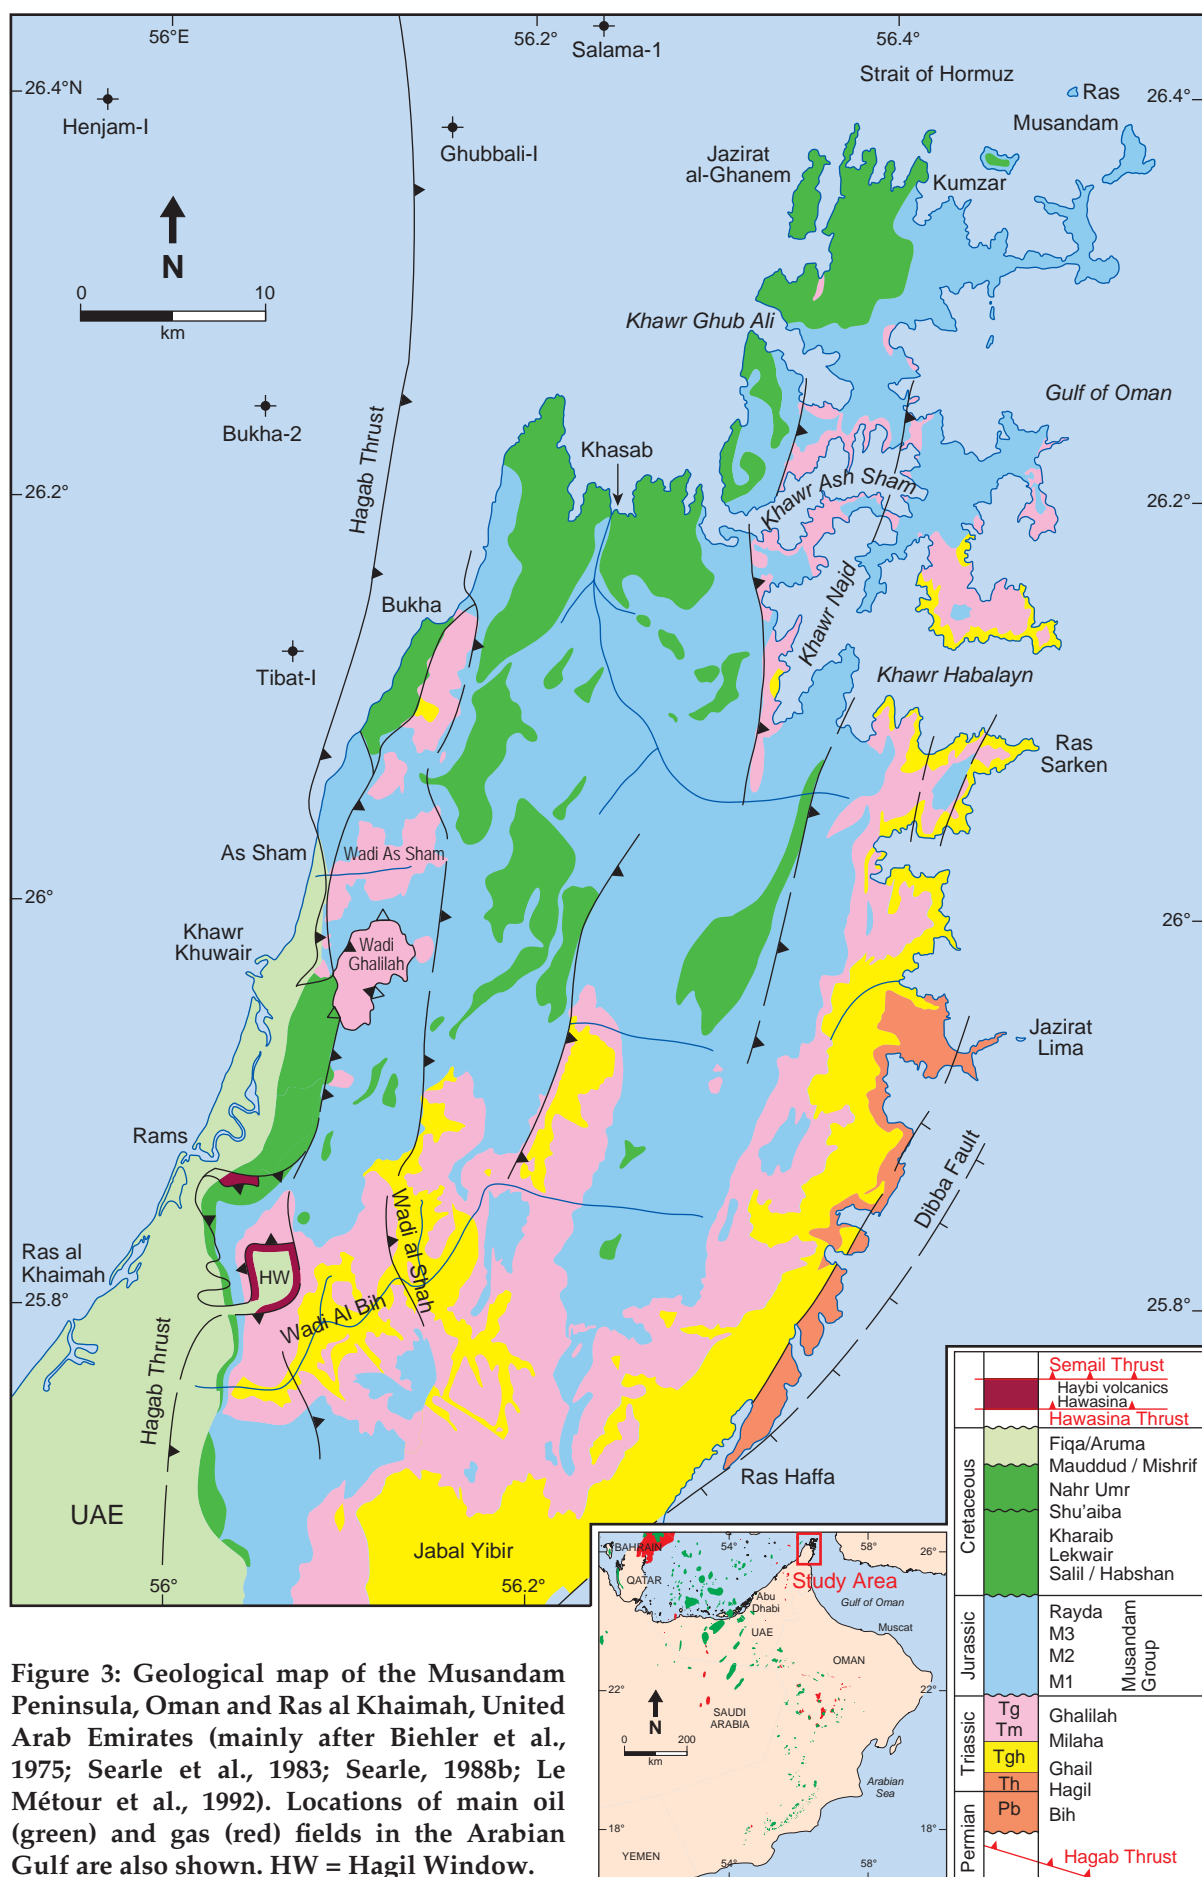 56°E
56.2°
56.4°
Salama-1
Strait of Hormuz
26.4°N
26.4°
Henjam-I
Ghubbali-I
Ras
Musandam
Jazirat
al-Ghanem
Kumzar
N
0 10
km
Khawr Ghub Ali
Gulf of Oman
Bukha-2
Hagab Thrust
Khasab
26.2°
26.2°
Khawr Ash Sham
Khawr Najd
Bukha
Tibat-I
Khawr Habalayn
Ras
Sarken
As Sham
Wadi As Sham
26°
26°
Khawr
Khuwair
Wadi
Ghalilah
Jazirat
Lima
Rams
Dibba Fault
Wadi al Shah
Ras al
Khaimah
HW
Wadi Al Bih
25.8°
25.8°
Hagab Thrust
Ras Haffa
UAE
Jabal Yibir
56°
56.2°
Semail Thrust
Haybi volcanics
Hawasina
Hawasina Thrust
Cretaceous
Fiqa/Aruma
Mauddud / Mishrif
Nahr Umr
Shu'aiba
Kharaib
Lekwair
Salil / Habshan
Jurassic
Rayda
M3
M2
M1
Musandam
Group
Triassic
Tg
Tm
Tgh
Th
Ghalilah
Milaha
Ghail
Hagil
Permian
Pb
Bih
Hagab Thrust
BAHRAIN
54°
58°
26°
QATAR
Study Area
Abu
Dhabi
Gulf of Oman
UAE
Muscat
OMAN
22°
22°
SAUDI
ARABIA
N
0 200
km
Arabian
Sea
18°
18°
YEMEN
54°
58°
Figure 3: Geological map of the Musandam
Peninsula, Oman and Ras al Khaimah, United
Arab Emirates (mainly after Biehler et al.,
1975; Searle et al., 1983; Searle, 1988b; Le
Métour et al., 1992). Locations of main oil
(green) and gas (red) fields in the Arabian
Gulf are also shown. HW = Hagil Window.